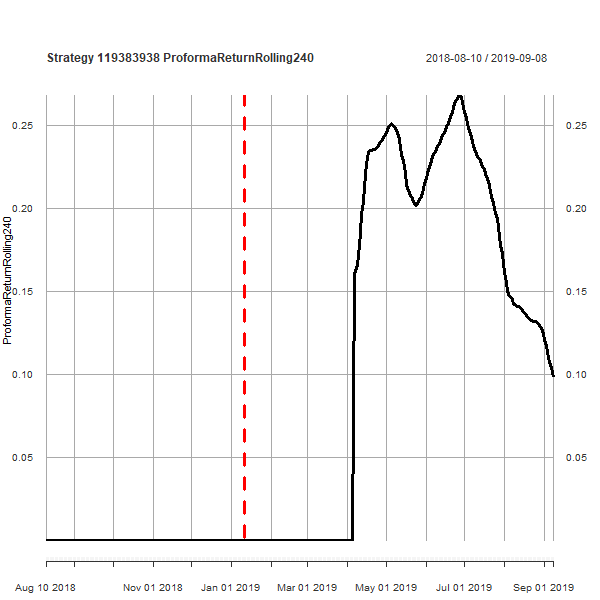 Strategy 119383938 ProformaReturnRolling240
2018-08-10 / 2019-09-08
0.25 0.25
0.20 0.20
0.15 0.15
0.10 0.10
0.05 0.05
ProformaReturnRolling240
Aug 10 2018 Nov 01 2018 Jan 01 2019 Mar 01 2019 May 01 2019 Jul 01 2019 Sep 01 2019